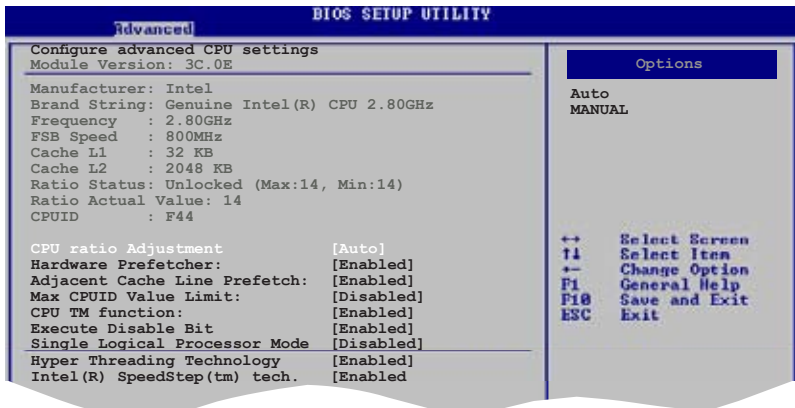 BIOS SETUP UTILITY
Advanced
Configure advanced CPU settings
Module Version: 3C.0E
Manufacturer: Intel
Brand String: Genuine Intel(R) CPU 2.80GHz
Frequency : 2.80GHz
FSB Speed : 800MHz
Cache L1 : 32 KB
Cache L2 : 2048 KB
Ratio Status: Unlocked (Max:14, Min:14)
Ratio Actual Value: 14
CPUID : F44
CPU ratio Adjustment [Auto]
Hardware Prefetcher: [Enabled]
Adjacent Cache Line Prefetch: [Enabled]
Max CPUID Value Limit: [Disabled]
CPU TM function: [Enabled]
Execute Disable Bit [Enabled]
Single Logical Processor Mode [Disabled]
Hyper Threading Technology [Enabled]
Intel(R) SpeedStep(tm) tech. [Enabled
Options
Auto
MANUAL
↔ Select Screen
↑↓ Select Item
+- Change Option
F1 General Help
F10 Save and Exit
ESC Exit